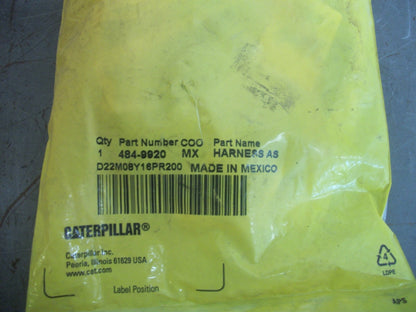 Qty Part Number COO Part Name
1 484-9920 MX HARNESS AS
D22M08Y16PR200 MADE IN MEXICO
CATERPILLAR®
Caterpillar Inc.
Peoria, Illinois 61629 USA
www.cat.com
Label Position
4
LDPE